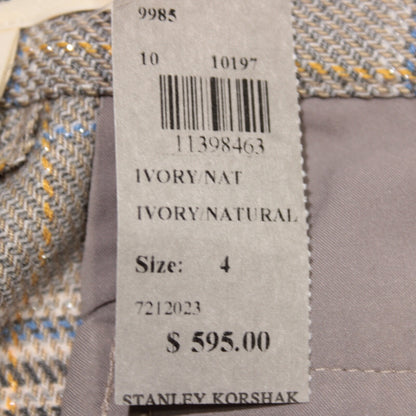 9985
10 10197
11398463
IVORY/NAT
IVORY/NATURAL
Size: 4
7212023
$ 595.00
STANLEY KORSHAK